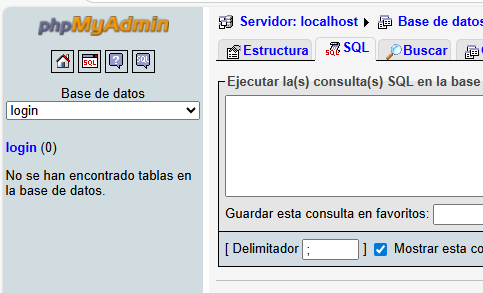 phpMyAdmin
Servidor: localhost
Base de datos
Estructura
SQL
Buscar
SQL
SQL
Base de datos
login
login (0)
No se han encontrado tablas en
la base de datos.
Ejecutar la(s) consulta(s) SQL en la base
Guardar esta consulta en favoritos:
[ Delimitador ; ] Mostrar esta co